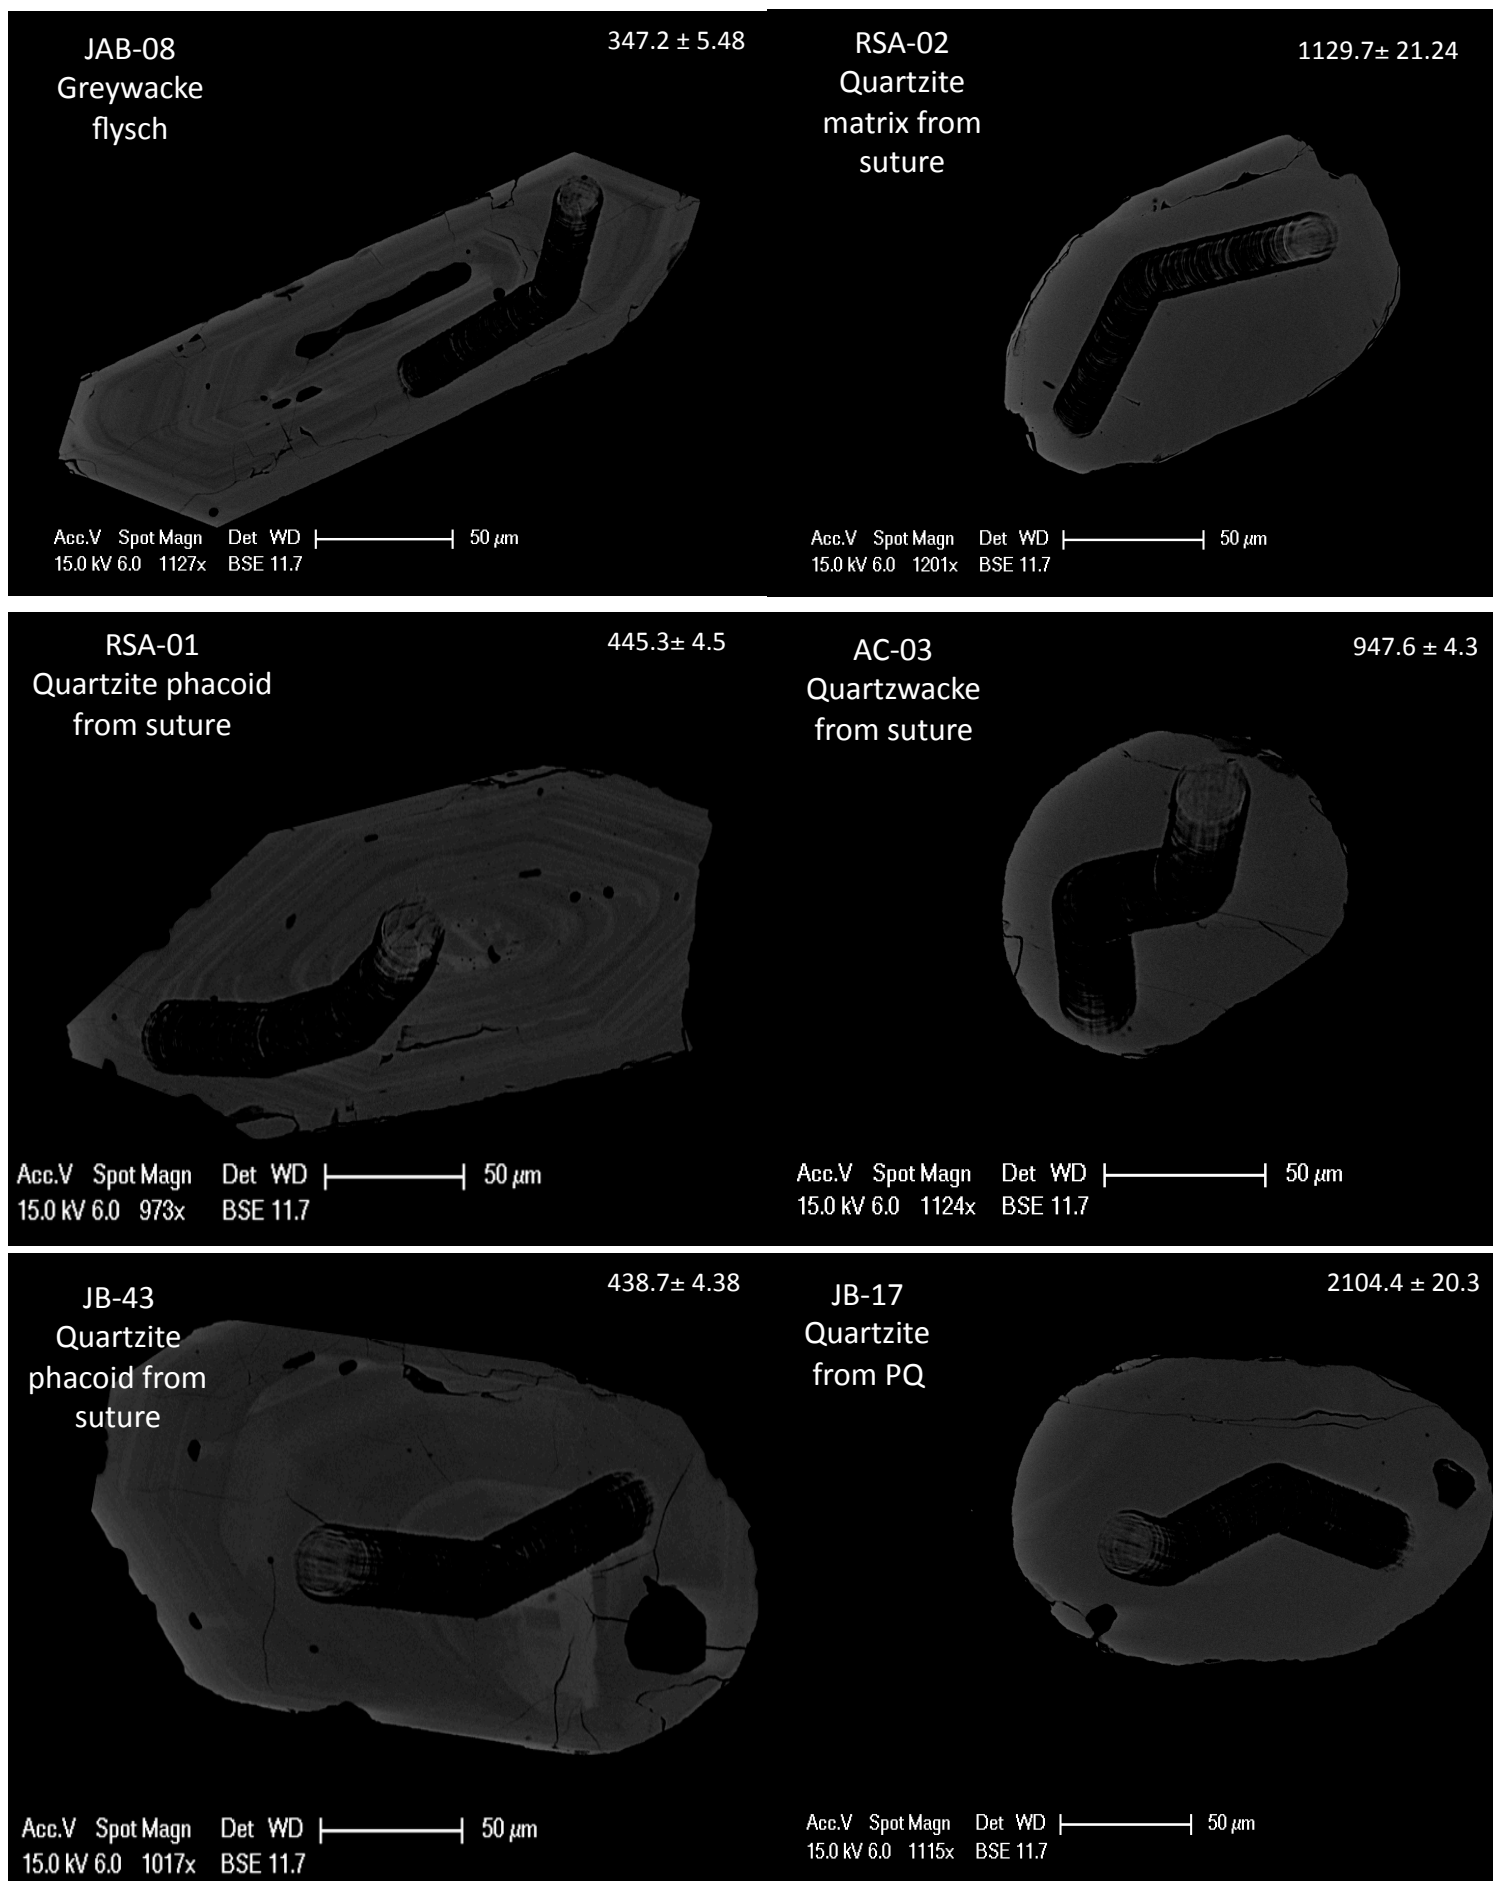 JAB-08
Greywacke
flysch
347.2 ± 5.48
Acc.V Spot Magn Det WD 50 µm
15.0 kV 6.0 1127x BSE 11.7
RSA-02
Quartzite
matrix from
suture
1129.7± 21.24
Acc.V Spot Magn Det WD 50 µm
15.0 kV 6.0 1201x BSE 11.7
RSA-01
Quartzite phacoid
from suture
445.3± 4.5
Acc.V Spot Magn Det WD 50 µm
15.0 kV 6.0 973x BSE 11.7
AC-03
Quartzwacke
from suture
947.6 ± 4.3
Acc.V Spot Magn Det WD 50 µm
15.0 kV 6.0 1124x BSE 11.7
JB-43
Quartzite
phacoid from
suture
438.7± 4.38
Acc.V Spot Magn Det WD 50 µm
15.0 kV 6.0 1017x BSE 11.7
JB-17
Quartzite
from PQ
2104.4 ± 20.3
Acc.V Spot Magn Det WD 50 µm
15.0 kV 6.0 1115x BSE 11.7